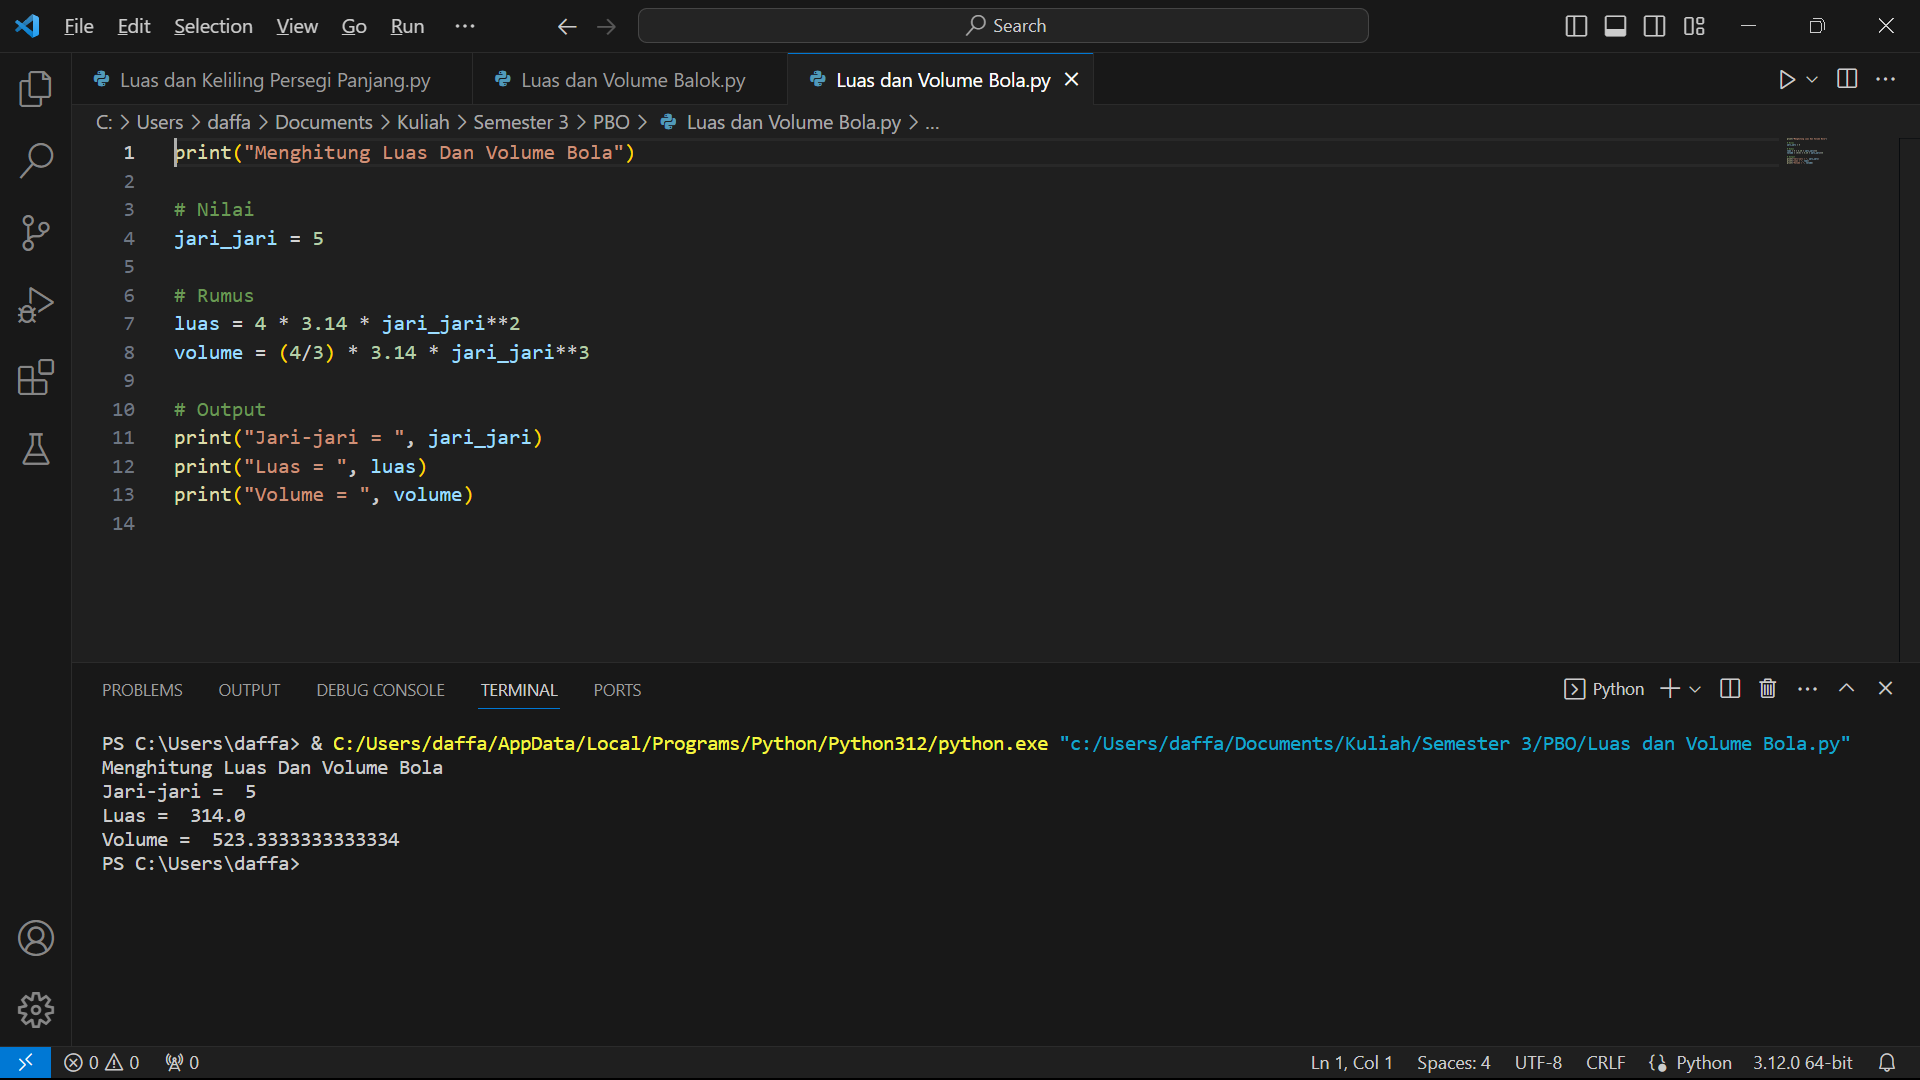 File Edit Selection View Go Run ··· Search
Luas dan Keliling Persegi Panjang.py Luas dan Volume Balok.py Luas dan Volume Bola.py
C: > Users > daffa > Documents > Kuliah > Semester 3 > PBO > Luas dan Volume Bola.py > ...
1 print("Menghitung Luas Dan Volume Bola")
2
3 # Nilai
4 jari_jari = 5
5
6 # Rumus
7 luas = 4 * 3.14 * jari_jari**2
8 volume = (4/3) * 3.14 * jari_jari**3
9
10 # Output
11 print("Jari-jari = ", jari_jari)
12 print("Luas = ", luas)
13 print("Volume = ", volume)
14
PROBLEMS OUTPUT DEBUG CONSOLE TERMINAL PORTS Python
PS C:\Users\daffa> & C:/Users/daffa/AppData/Local/Programs/Python/Python312/python.exe "c:/Users/daffa/Documents/Kuliah/Semester 3/PBO/Luas dan Volume Bola.py"
Menghitung Luas Dan Volume Bola
Jari-jari =  5
Luas =  314.0
Volume =  523.3333333333334
PS C:\Users\daffa>
0 0 0 Ln 1, Col 1 Spaces: 4 UTF-8 CRLF Python 3.12.0 64-bit